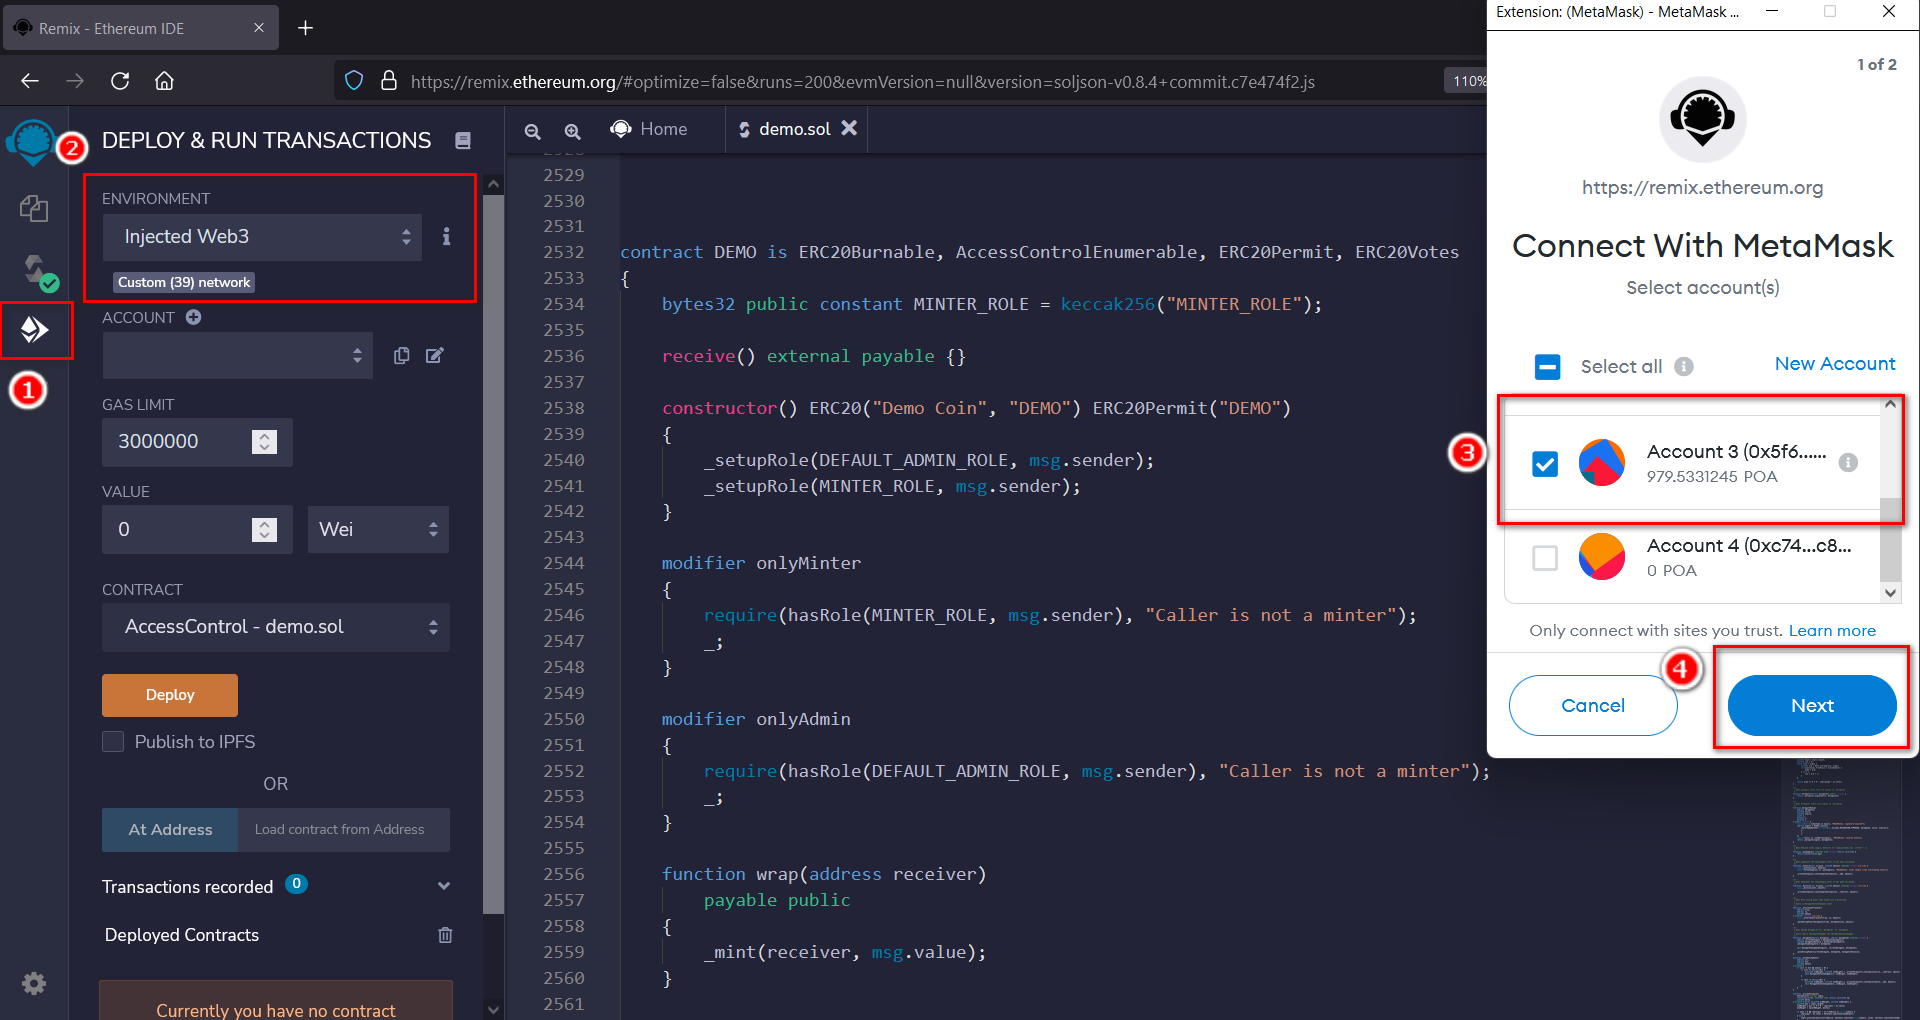 Remix - Ethereum IDE
https://remix.ethereum.org/#optimize=false&runs=200&evmVersion=null&version=soljson-v0.8.4+commit.c7e474f2.js
110%
2
DEPLOY & RUN TRANSACTIONS
ENVIRONMENT
Injected Web3
Custom (39) network
1
ACCOUNT
GAS LIMIT
3000000
VALUE
0
Wei
CONTRACT
AccessControl - demo.sol
Deploy
Publish to IPFS
OR
At Address
Load contract from Address
Transactions recorded 0
Deployed Contracts
Currently you have no contract
Home
demo.sol
2529
2530
2531
2532 contract DEMO is ERC20Burnable, AccessControlEnumerable, ERC20Permit, ERC20Votes
2533 {
2534 bytes32 public constant MINTER_ROLE = keccak256("MINTER_ROLE");
2535
2536 receive() external payable {}
2537
2538 constructor() ERC20("Demo Coin", "DEMO") ERC20Permit("DEMO")
2539 {
2540 _setupRole(DEFAULT_ADMIN_ROLE, msg.sender);
2541 _setupRole(MINTER_ROLE, msg.sender);
2542 }
2543
2544 modifier onlyMinter
2545 {
2546 require(hasRole(MINTER_ROLE, msg.sender), "Caller is not a minter");
2547 _;
2548 }
2549
2550 modifier onlyAdmin
2551 {
2552 require(hasRole(DEFAULT_ADMIN_ROLE, msg.sender), "Caller is not a minter");
2553 _;
2554 }
2555
2556 function wrap(address receiver)
2557 payable public
2558 {
2559 _mint(receiver, msg.value);
2560 }
2561
Extension: (MetaMask) - MetaMask ...
1 of 2
https://remix.ethereum.org
Connect With MetaMask
Select account(s)
Select all
New Account
3
Account 3 (0x5f6......
979.5331245 POA
Account 4 (0xc74...c8...
0 POA
Only connect with sites you trust. Learn more
4
Cancel
Next